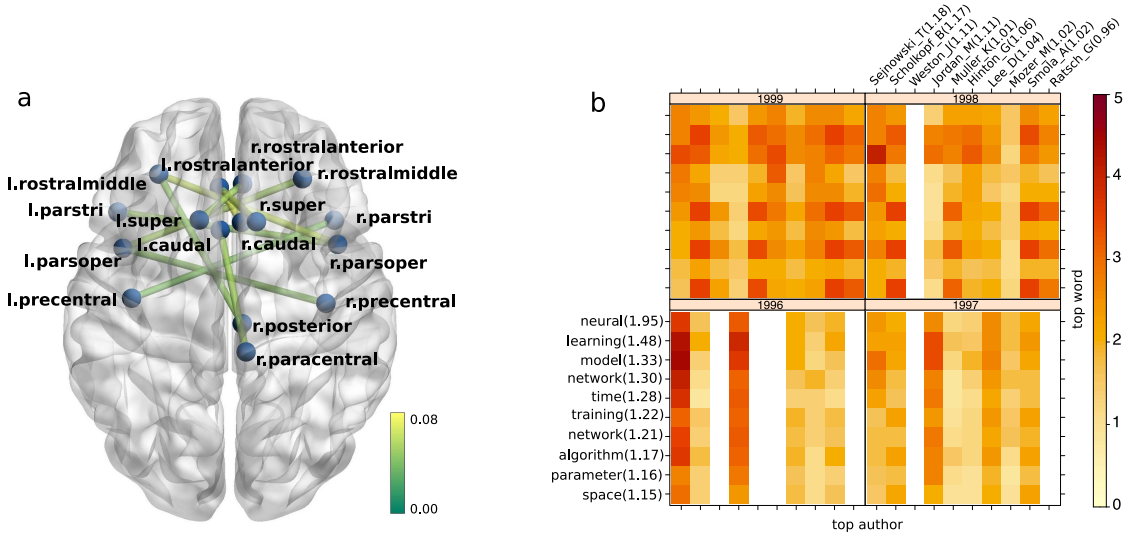 a
r.rostralanterior
l.rostralanterior
l.rostralmiddle
r.rostralmiddle
l.parstri
r.super
r.parstri
l.super
l.caudal
r.caudal
l.parsoper
r.parsoper
l.precentral
r.precentral
r.posterior
r.paracentral
0.08
0.00
b
Sejnowski_T(1.18)
Scholkopf_B(1.17)
Weston_J(1.11)
Jordan_M(1.11)
Muller_K(1.01)
Hinton_G(1.06)
Lee_D(1.04)
Mozer_M(1.02)
Smola_A(1.02)
Ratsch_G(0.96)
1999
1998
1996
1997
neural(1.95)
learning(1.48)
model(1.33)
network(1.30)
time(1.28)
training(1.22)
network(1.21)
algorithm(1.17)
parameter(1.16)
space(1.15)
top author
top word
5
4
3
2
1
0